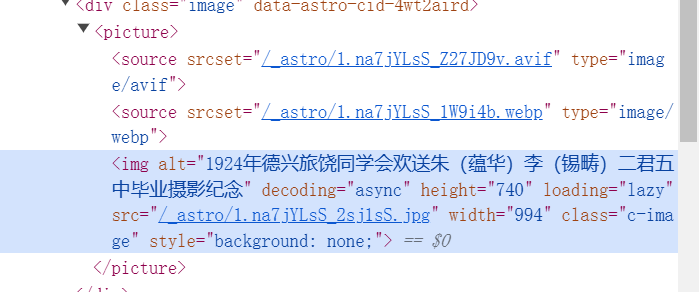 <div class="image" data-astro-cid-4wt2aird>
<picture>
<source srcset="/_astro/1.na7jYLsS_Z27JD9v.avif" type="imag
e/avif">
<source srcset="/_astro/1.na7jYLsS_1W9i4b.webp" type="image/
webp">
<img alt="1924年德兴旅饶同学会欢送朱（蕴华）李（锡畴）二君五
中毕业摄影纪念" decoding="async" height="740" loading="lazy"
src="/_astro/1.na7jYLsS_2sj1sS.jpg" width="994" class="c-ima
ge" style="background: none;"> == $0
</picture>
</div>